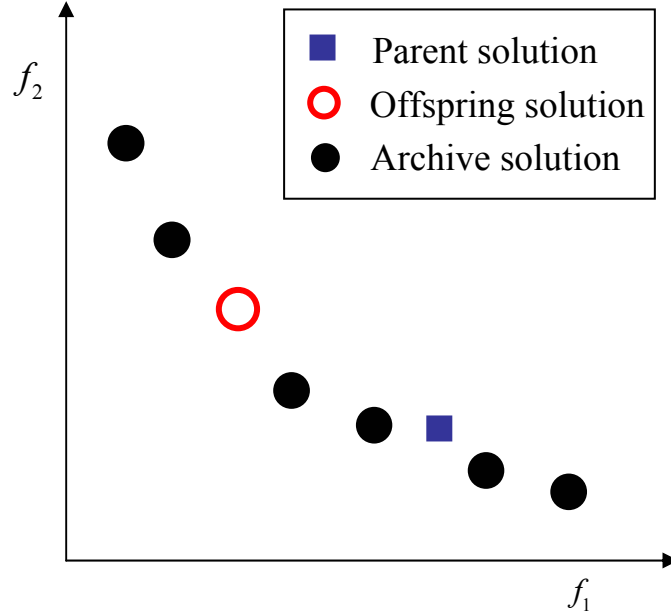 f2
Parent solution
Offspring solution
Archive solution
f1